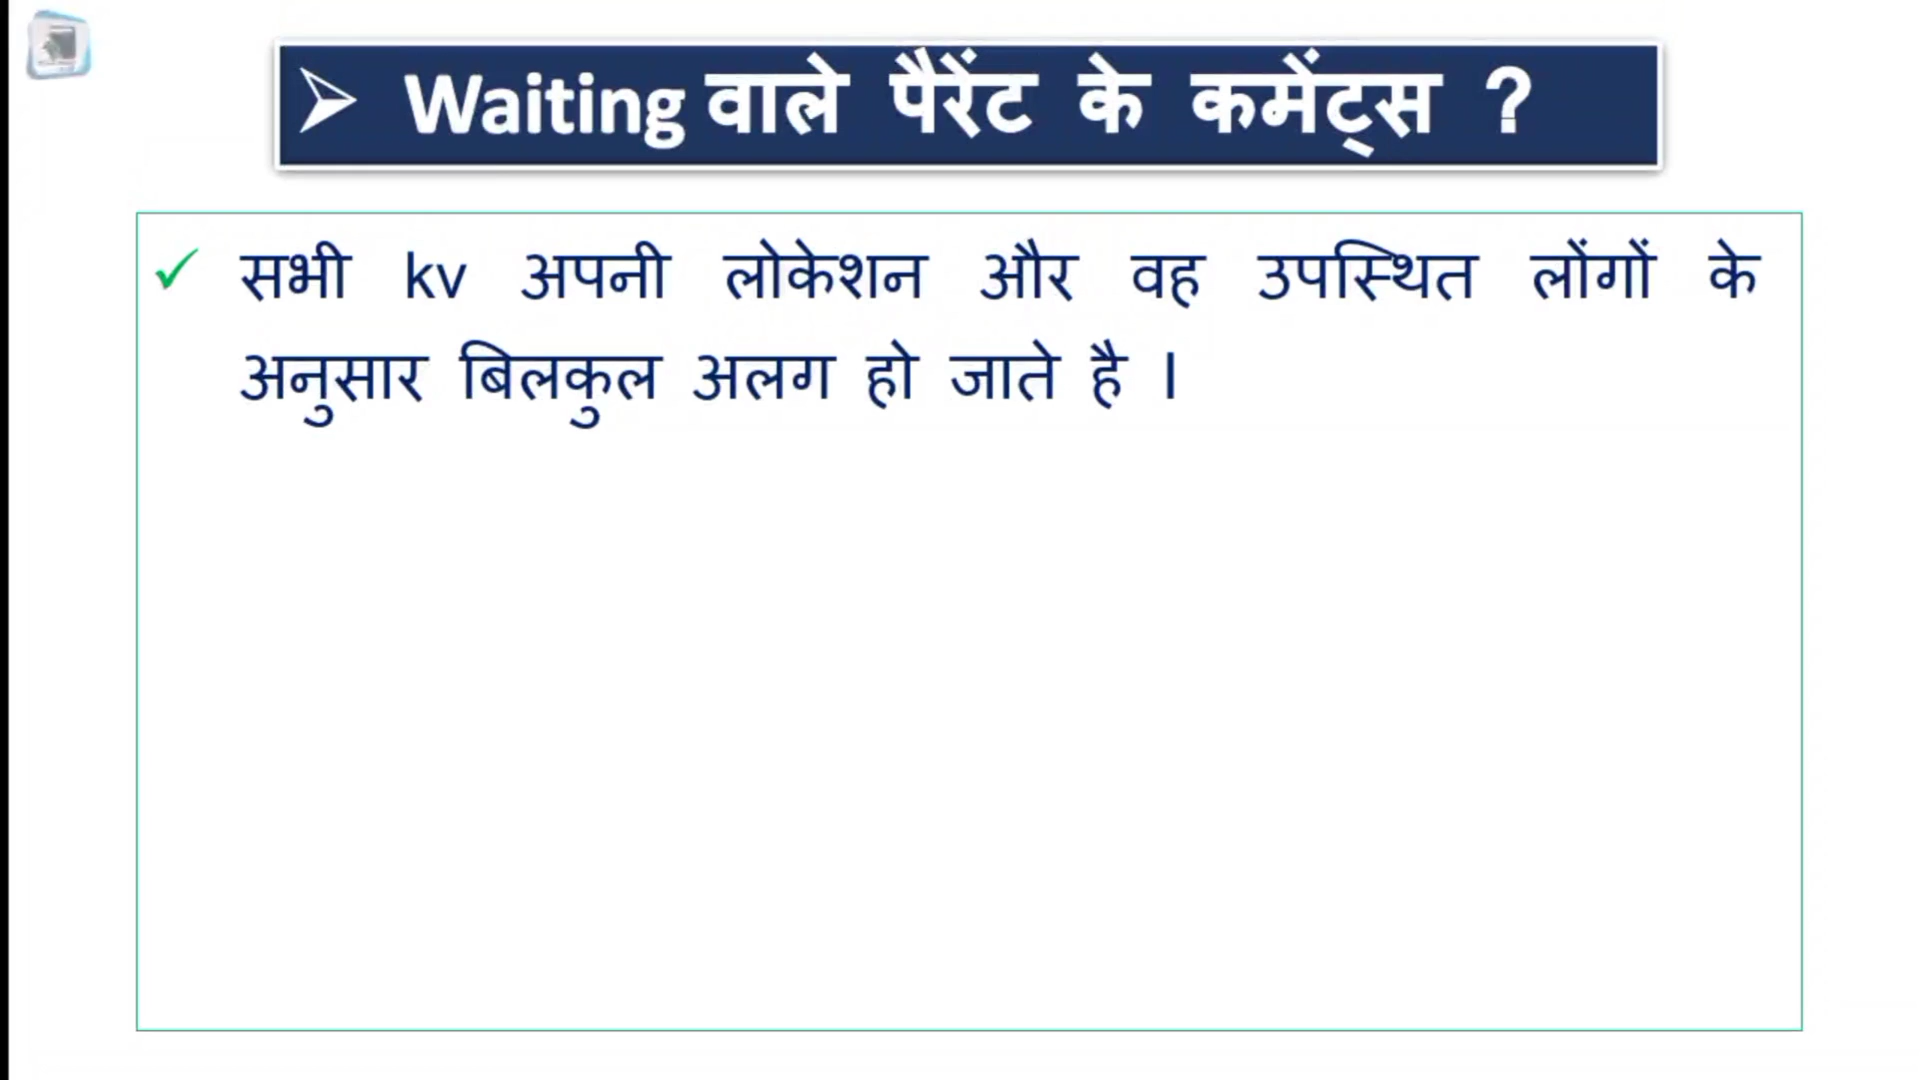 ➢ Waiting वाले पैरेंट के कमेंट्स ?
✓ सभी kv अपनी लोकेशन और वह उपस्थित लोंगों के
अनुसार बिलकुल अलग हो जाते है ।